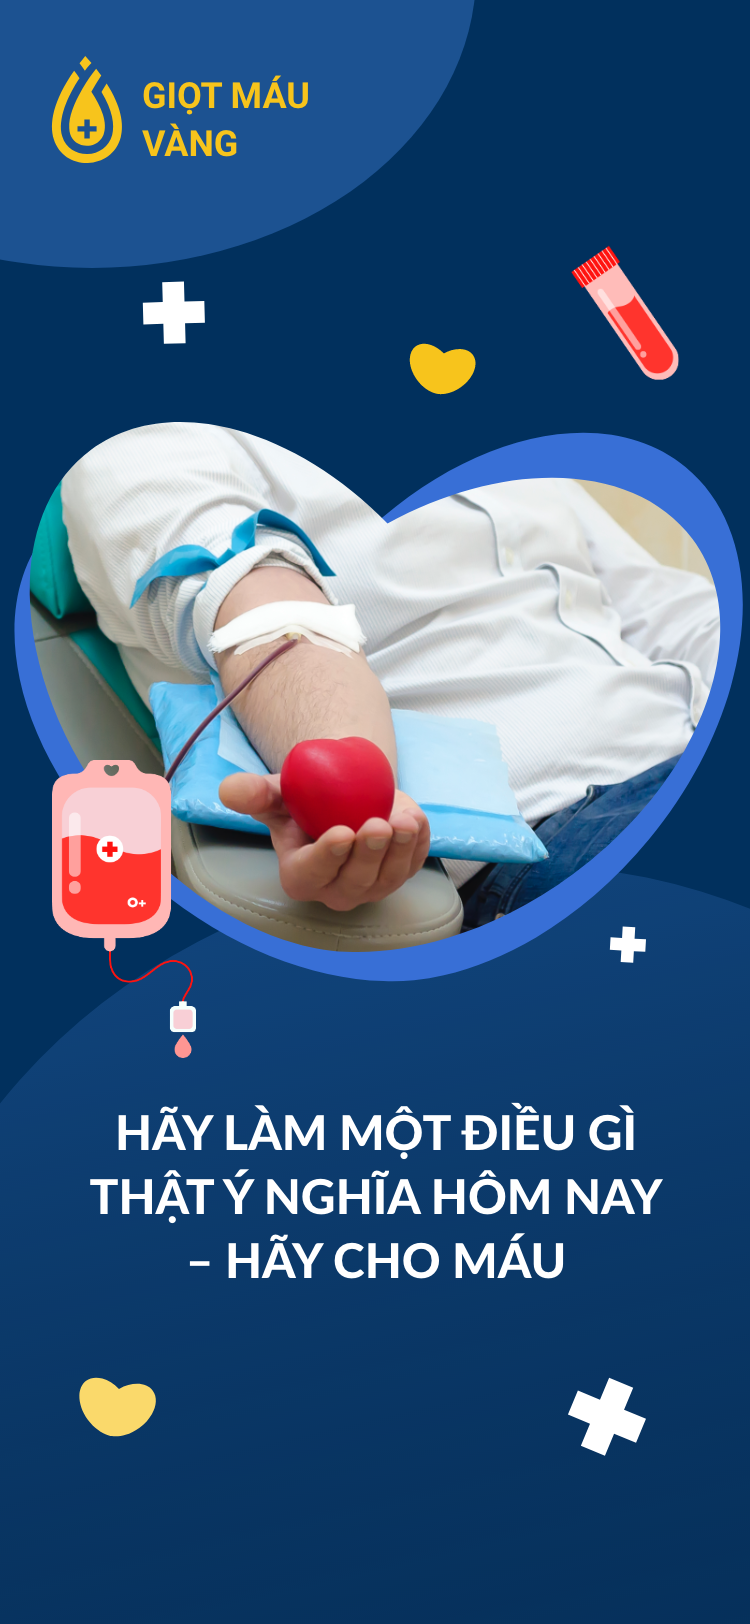 GIỌT MÁU
VÀNG
O+
HÃY LÀM MỘT ĐIỀU GÌ
THẬT Ý NGHĨA HÔM NAY
– HÃY CHO MÁU